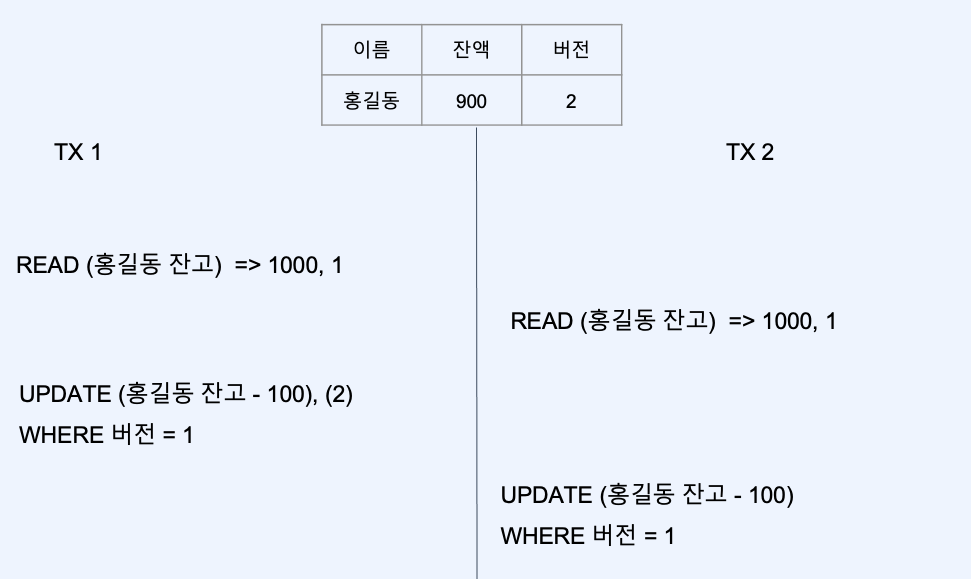 이름 잔액 버전
홍길동 900 2
TX 1
TX 2
READ (홍길동 잔고) => 1000, 1
READ (홍길동 잔고) => 1000, 1
UPDATE (홍길동 잔고 - 100), (2)
WHERE 버전 = 1
UPDATE (홍길동 잔고 - 100)
WHERE 버전 = 1